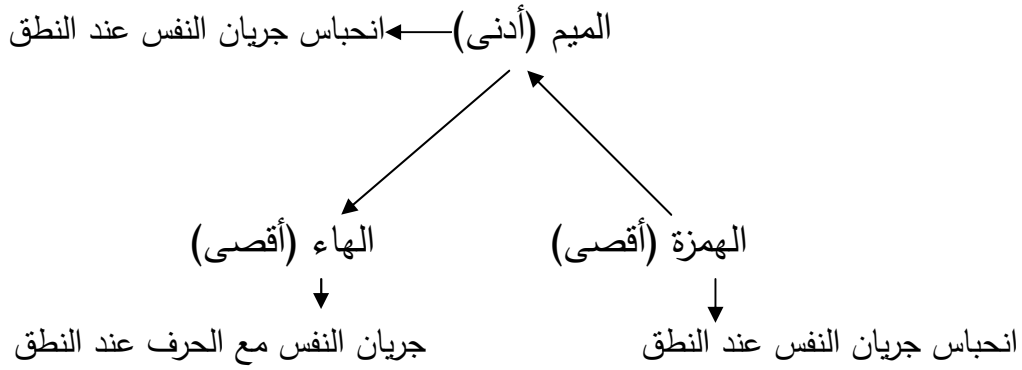 الميم (أدنى)
انحباس جريان النفس عند النطق
الهمزة (أقصى)
الهاء (أقصى)
انحباس جريان النفس عند النطق
جريان النفس مع الحرف عند النطق